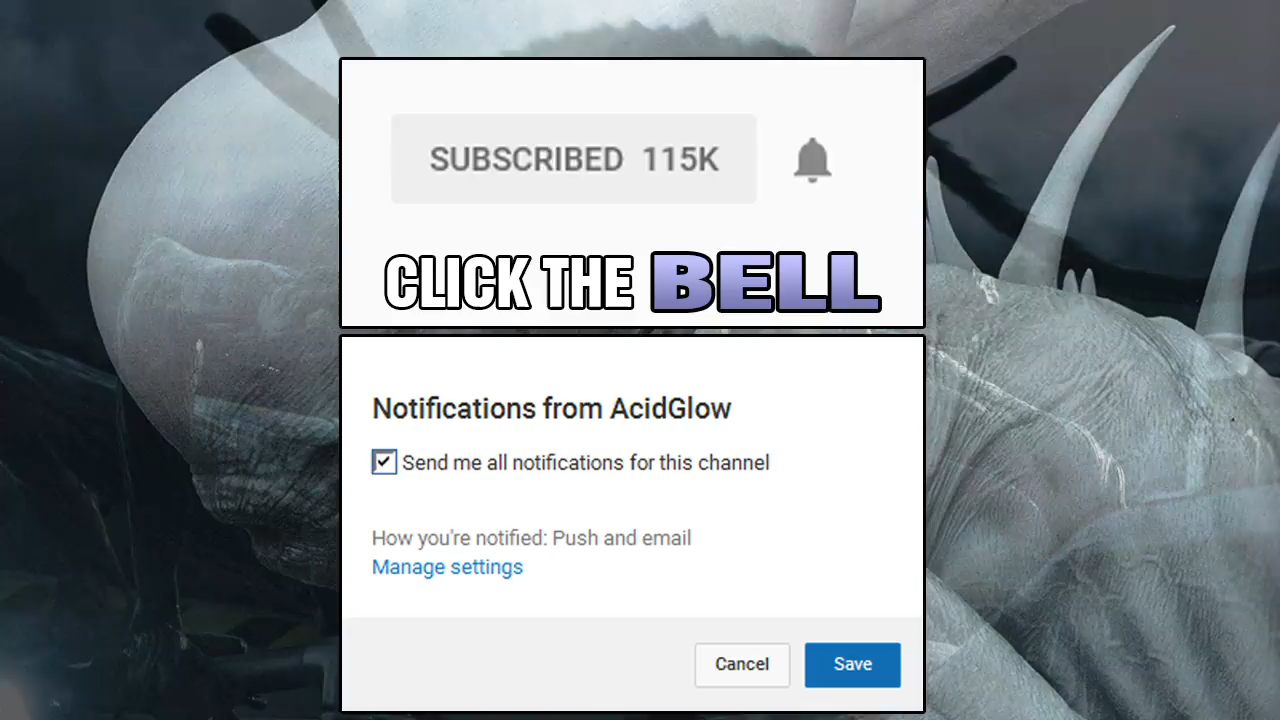 SUBSCRIBED 115K
CLICK THE BELL
Notifications from AcidGlow
Send me all notifications for this channel
How you're notified: Push and email
Manage settings
Cancel Save